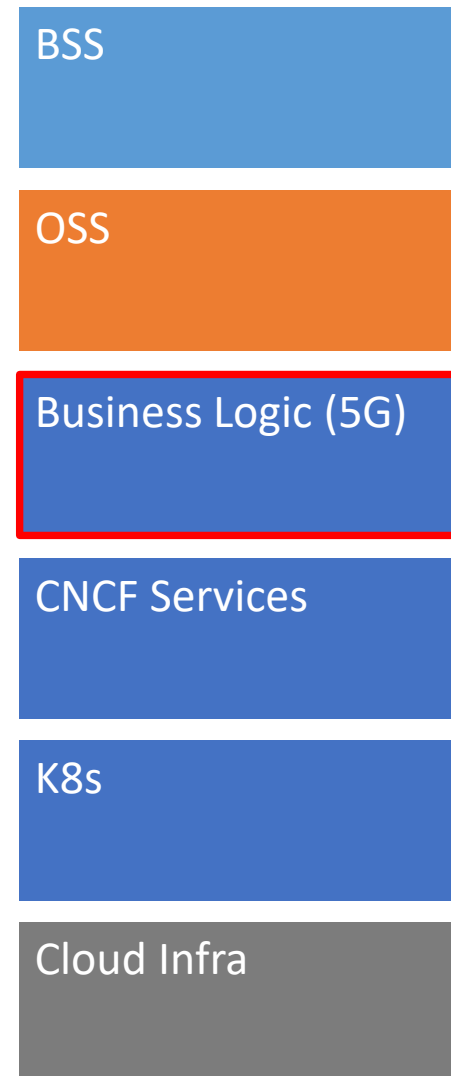 BSS
OSS
Business Logic (5G)
CNCF Services
K8s
Cloud Infra